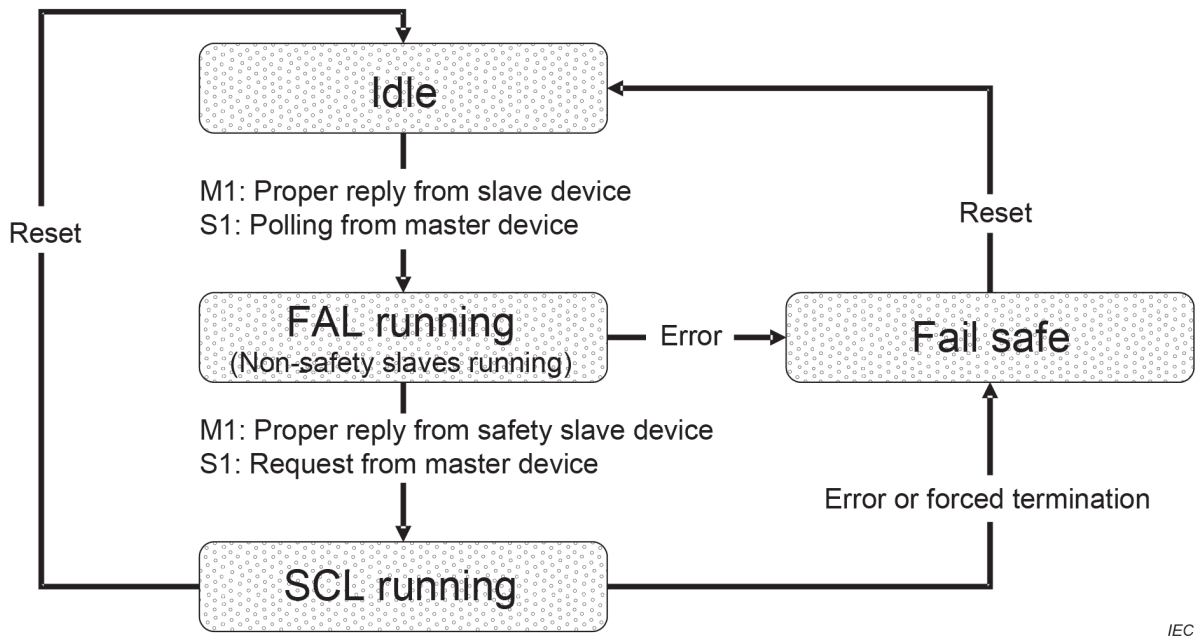 Idle
M1: Proper reply from slave device
S1: Polling from master device
Reset
Reset
FAL running
(Non-safety slaves running)
Error
Fail safe
M1: Proper reply from safety slave device
S1: Request from master device
Error or forced termination
SCL running
IEC